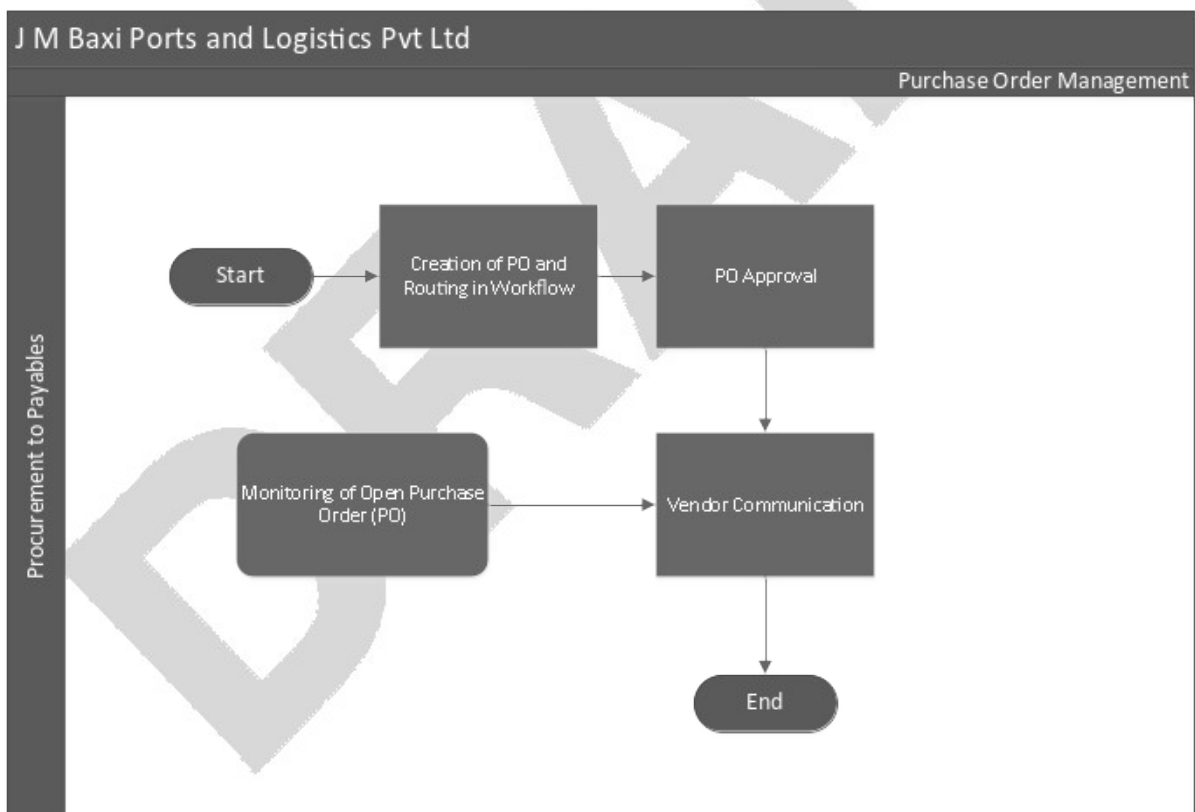 J M Baxi Ports and Logistics Pvt Ltd
Purchase Order Management
Procurement to Payables
Start
Creation of PO and
Routing in Workflow
PO Approval
Monitoring of Open Purchase
Order (PO)
Vendor Communication
End
DRA